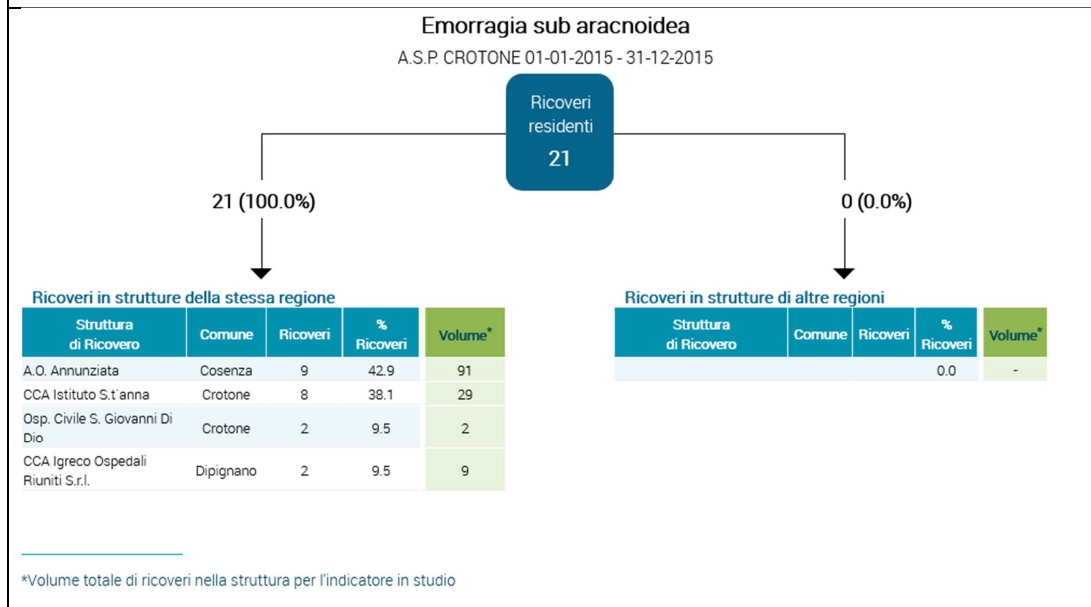 Emorragia sub aracnoidea
A.S.P. CROTONE 01-01-2015 - 31-12-2015
Ricoveri
residenti
21
21 (100.0%)
0 (0.0%)
Ricoveri in strutture della stessa regione
Struttura
di Ricovero
Comune
Ricoveri
%
Ricoveri
Volume*
A.O. Annunziata Cosenza 9 42.9 91
CCA Istituto S.t`anna Crotone 8 38.1 29
Osp. Civile S. Giovanni Di
Dio
Crotone 2 9.5 2
CCA Igreco Ospedali
Riuniti S.r.l.
Dipignano 2 9.5 9
Ricoveri in strutture di altre regioni
Struttura
di Ricovero
Comune
Ricoveri
%
Ricoveri
Volume*
0.0 -
*Volume totale di ricoveri nella struttura per l'indicatore in studio